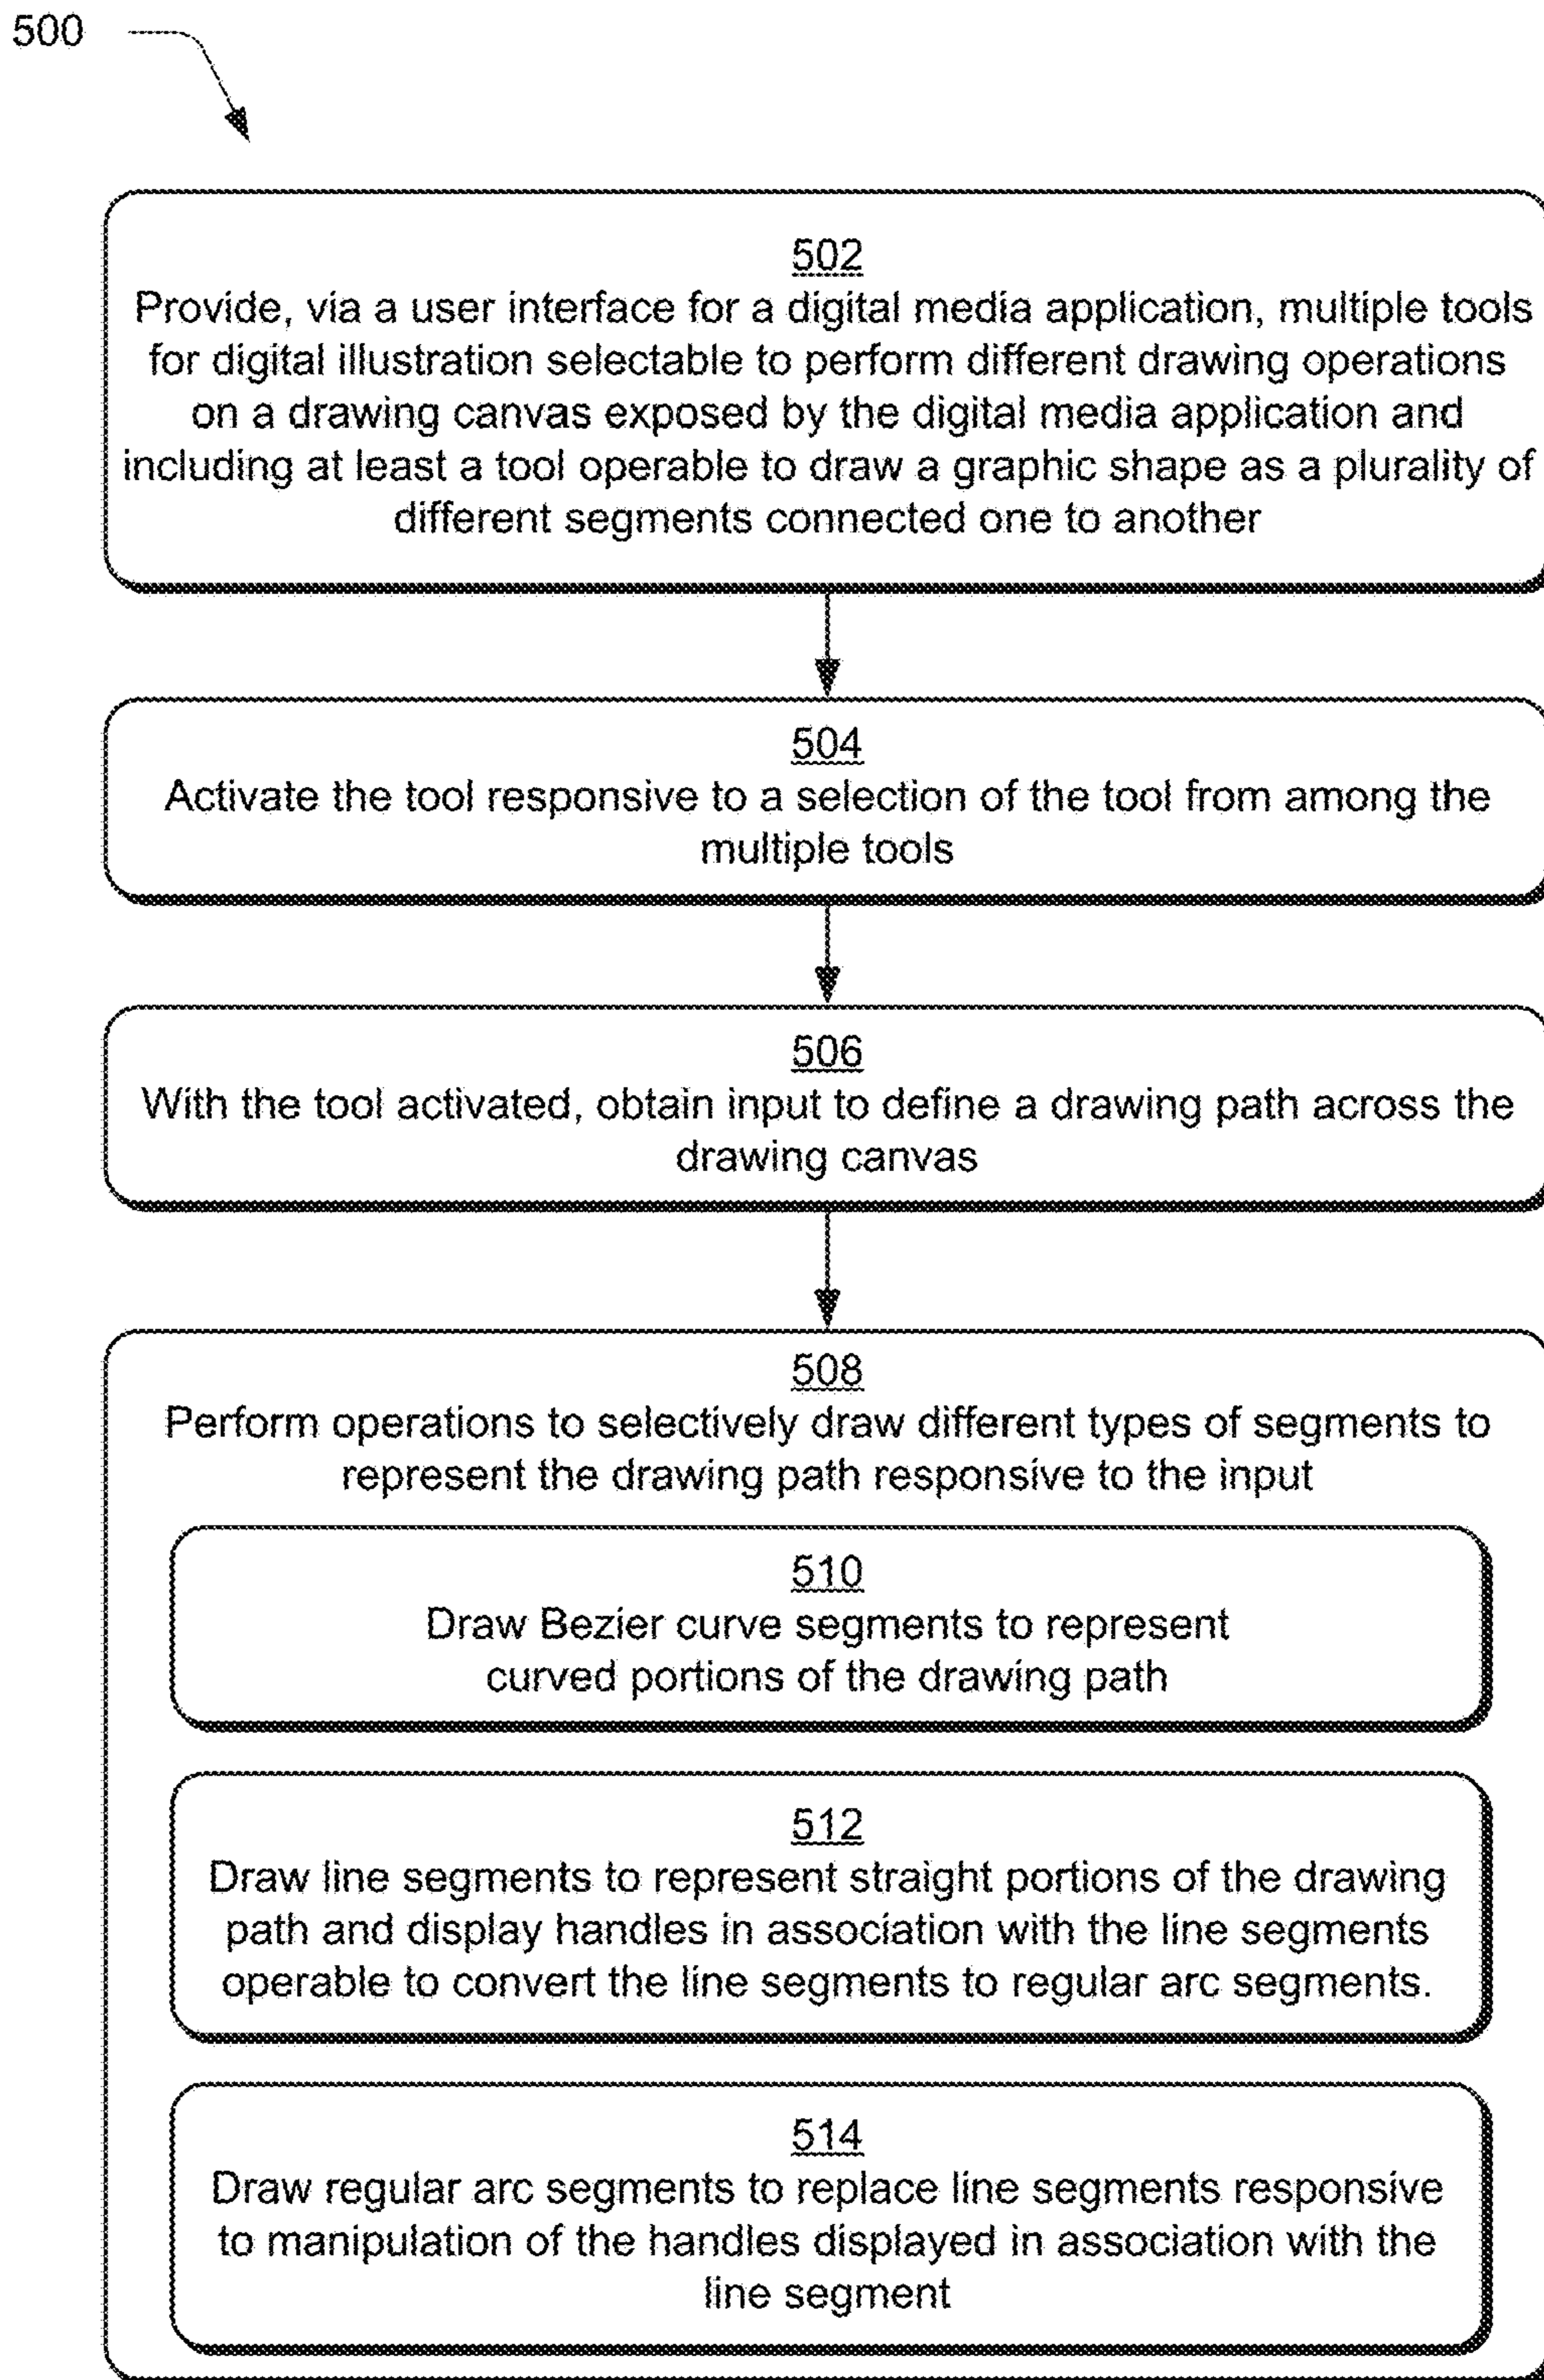 500
502
Provide, via a user interface for a digital media application, multiple tools
for digital illustration selectable to perform different drawing operations
on a drawing canvas exposed by the digital media application and
including at least a tool operable to draw a graphic shape as a plurality of
different segments connected one to another
504
Activate the tool responsive to a selection of the tool from among the
multiple tools
506
With the tool activated, obtain input to define a drawing path across the
drawing canvas
508
Perform operations to selectively draw different types of segments to
represent the drawing path responsive to the input
510
Draw Bezier curve segments to represent
curved portions of the drawing path
512
Draw line segments to represent straight portions of the drawing
path and display handles in association with the line segments
operable to convert the line segments to regular arc segments.
514
Draw regular arc segments to replace line segments responsive
to manipulation of the handles displayed in association with the
line segment